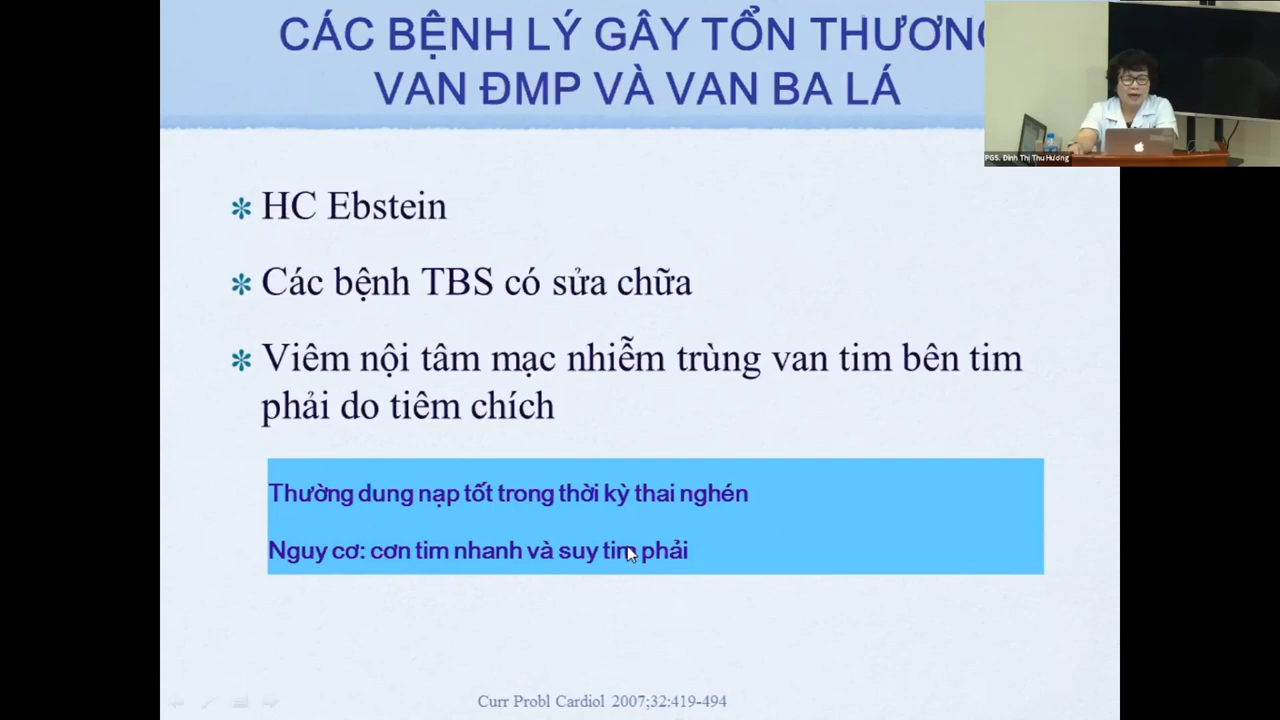 CÁC BỆNH LÝ GÂY TỔN THƯƠNG
VAN ĐMP VÀ VAN BA LÁ
PGS. Đinh Thị Thu Hương
HC Ebstein
Các bệnh TBS có sửa chữa
Viêm nội tâm mạc nhiễm trùng van tim bên tim
phải do tiêm chích
Thường dung nạp tốt trong thời kỳ thai nghén
Nguy cơ: cơn tim nhanh và suy tim phải
Curr Probl Cardiol 2007;32:419-494